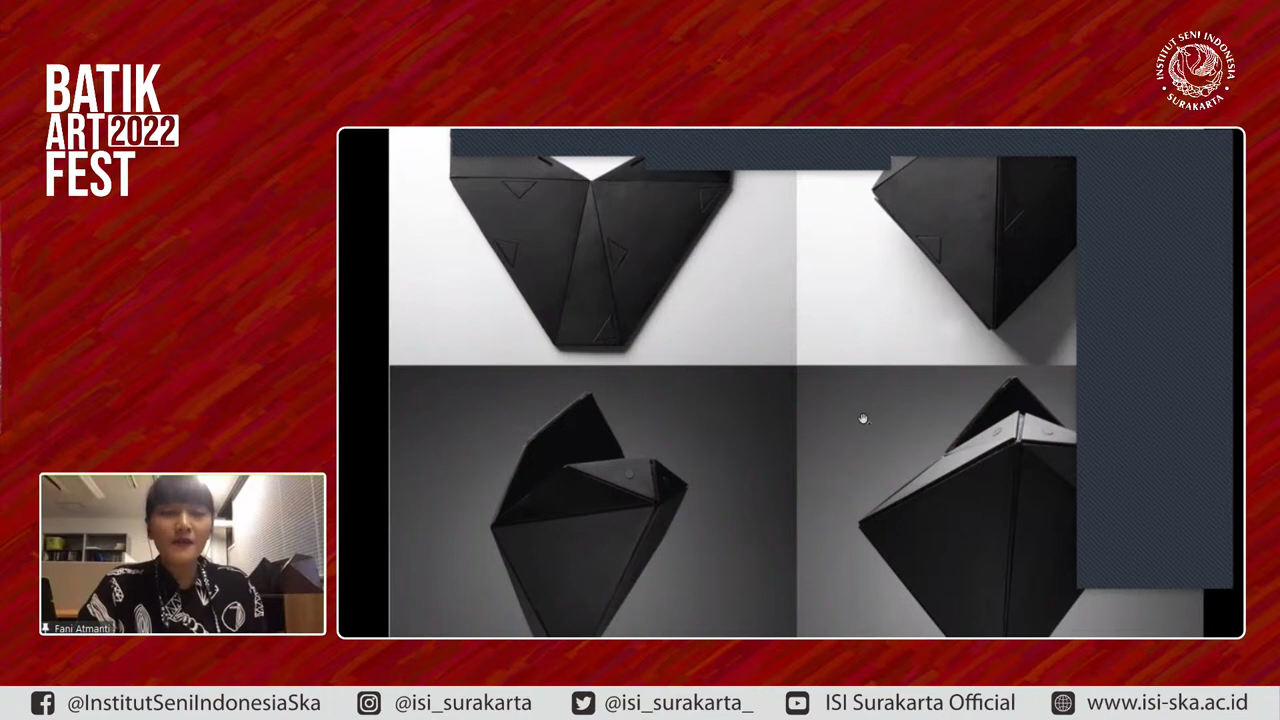 BATIK
ART 2022
FEST
INSTITUT SENI INDONESIA
• SURAKARTA •
Fani Atmanti
@InstitutSeniIndonesiaSka
@isi_surakarta
@isi_surakarta_
ISI Surakarta Official
www.isi-ska.ac.id